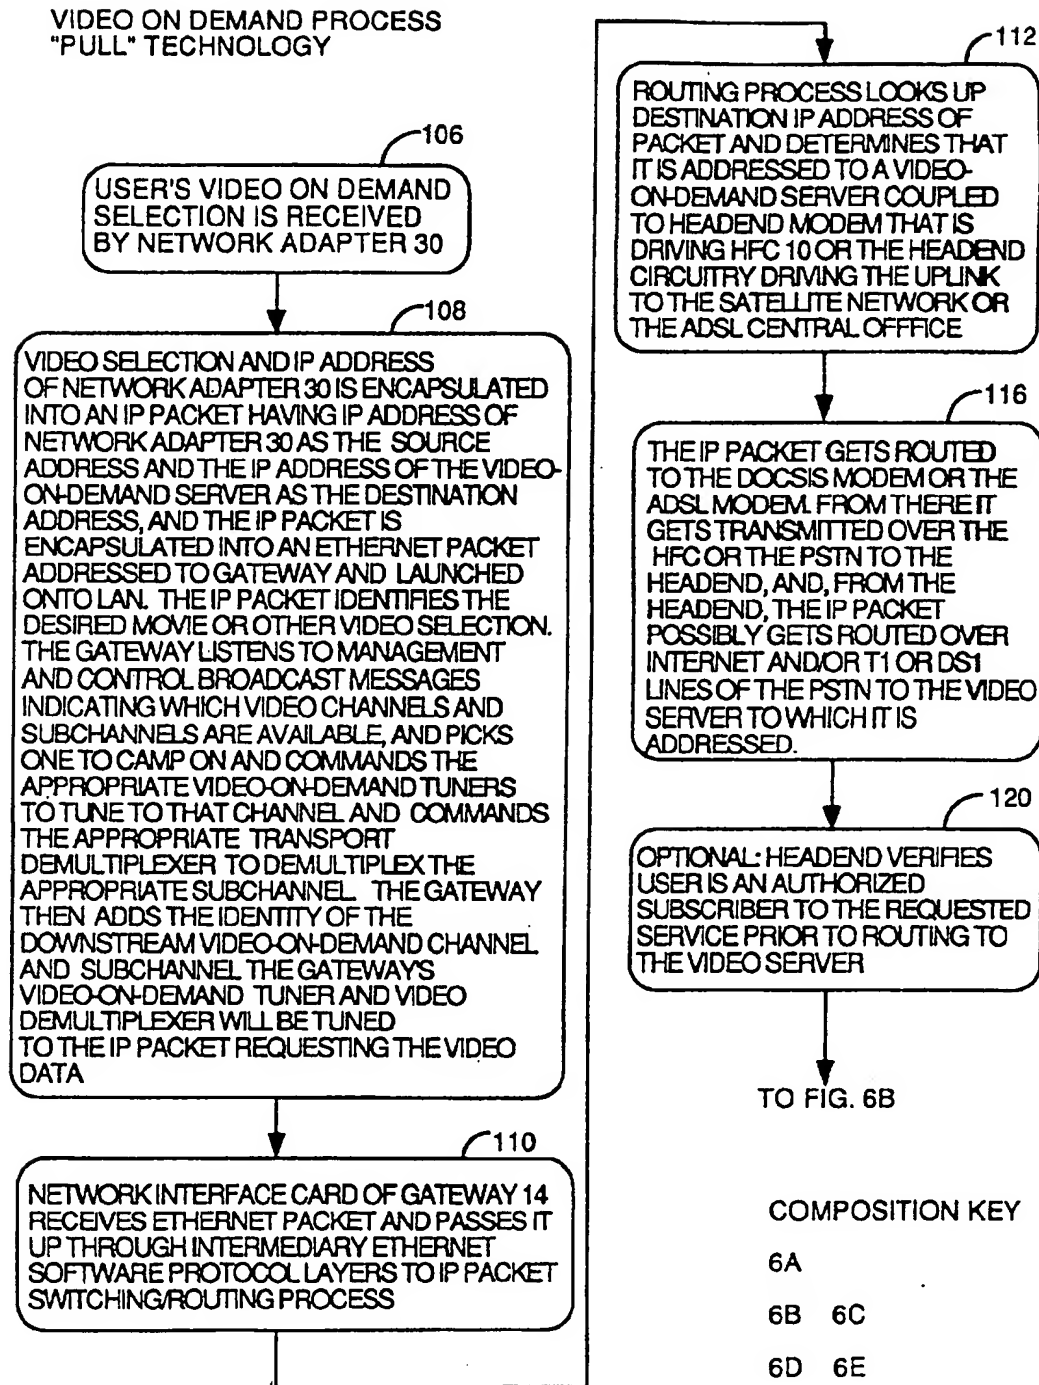 VIDEO ON DEMAND PROCESS
"PULL" TECHNOLOGY
106
USER'S VIDEO ON DEMAND
SELECTION IS RECEIVED
BY NETWORK ADAPTER 30
108
VIDEO SELECTION AND IP ADDRESS
OF NETWORK ADAPTER 30 IS ENCAPSULATED
INTO AN IP PACKET HAVING IP ADDRESS OF
NETWORK ADAPTER 30 AS THE SOURCE
ADDRESS AND THE IP ADDRESS OF THE VIDEO-
ON-DEMAND SERVER AS THE DESTINATION
ADDRESS, AND THE IP PACKET IS
ENCAPSULATED INTO AN ETHERNET PACKET
ADDRESSED TO GATEWAY AND LAUNCHED
ONTO LAN. THE IP PACKET IDENTIFIES THE
DESIRED MOVIE OR OTHER VIDEO SELECTION.
THE GATEWAY LISTENS TO MANAGEMENT
AND CONTROL BROADCAST MESSAGES
INDICATING WHICH VIDEO CHANNELS AND
SUBCHANNELS ARE AVAILABLE, AND PICKS
ONE TO CAMP ON AND COMMANDS THE
APPROPRIATE VIDEO-ON-DEMAND TUNERS
TO TUNE TO THAT CHANNEL AND COMMANDS
THE APPROPRIATE TRANSPORT
DEMULTIPLEXER TO DEMULTIPLEX THE
APPROPRIATE SUBCHANNEL. THE GATEWAY
THEN ADDS THE IDENTITY OF THE
DOWNSTREAM VIDEO-ON-DEMAND CHANNEL
AND SUBCHANNEL THE GATEWAYS
VIDEO-ON-DEMAND TUNER AND VIDEO
DEMULTIPLEXER WILL BE TUNED
TO THE IP PACKET REQUESTING THE VIDEO
DATA
110
NETWORK INTERFACE CARD OF GATEWAY 14
RECEIVES ETHERNET PACKET AND PASSES IT
UP THROUGH INTERMEDIARY ETHERNET
SOFTWARE PROTOCOL LAYERS TO IP PACKET
SWITCHING/ROUTING PROCESS
112
ROUTING PROCESS LOOKS UP
DESTINATION IP ADDRESS OF
PACKET AND DETERMINES THAT
IT IS ADDRESSED TO A VIDEO-
ON-DEMAND SERVER COUPLED
TO HEADEND MODEM THAT IS
DRIVING HFC 10 OR THE HEADEND
CIRCUITRY DRIVING THE UPLINK
TO THE SATELLITE NETWORK OR
THE ADSL CENTRAL OFFFICE
116
THE IP PACKET GETS ROUTED
TO THE DOCSIS MODEM OR THE
ADSL MODEM. FROM THERE IT
GETS TRANSMITTED OVER THE
HFC OR THE PSTN TO THE
HEADEND, AND, FROM THE
HEADEND, THE IP PACKET
POSSIBLY GETS ROUTED OVER
INTERNET AND/OR T1 OR DS1
LINES OF THE PSTN TO THE VIDEO
SERVER TO WHICH IT IS
ADDRESSED.
120
OPTIONAL: HEADEND VERIFIES
USER IS AN AUTHORIZED
SUBSCRIBER TO THE REQUESTED
SERVICE PRIOR TO ROUTING TO
THE VIDEO SERVER
TO FIG. 6B
COMPOSITION KEY
6A
6B 6C
6D 6E